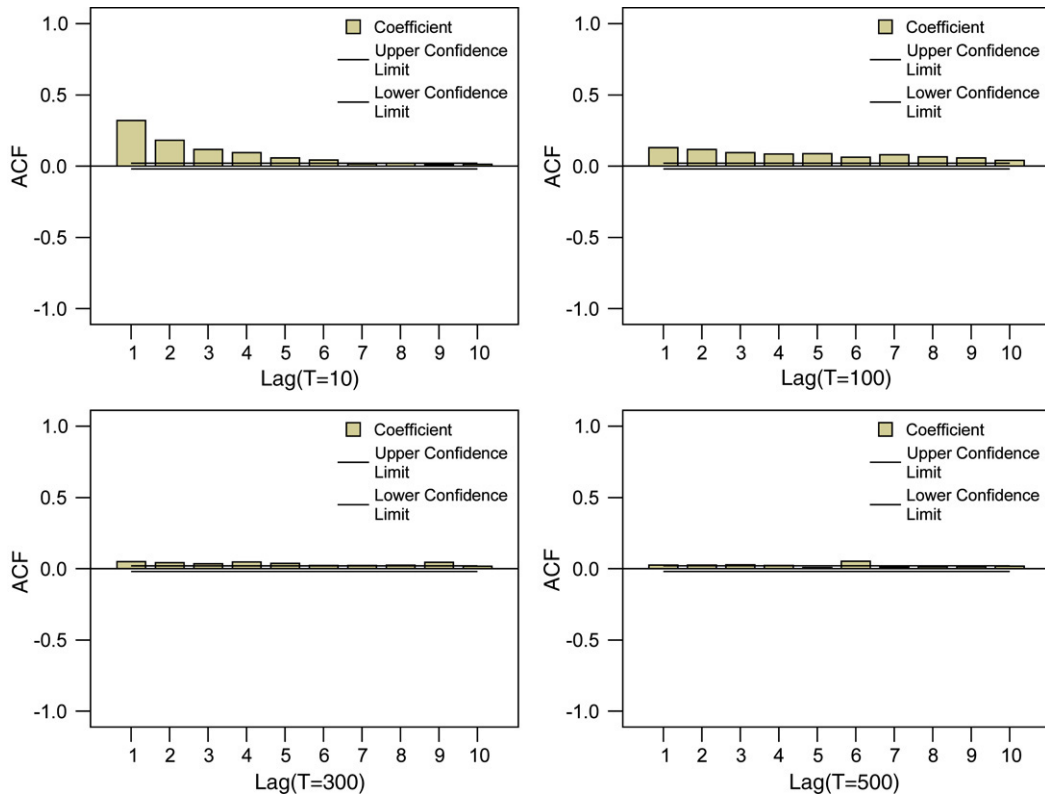 1.0
0.5
0.0
-0.5
-1.0
ACF
Coefficient
Upper Confidence
Limit
Lower Confidence
Limit
1 2 3 4 5 6 7 8 9 10
Lag(T=10)
1.0
0.5
0.0
-0.5
-1.0
ACF
Coefficient
Upper Confidence
Limit
Lower Confidence
Limit
1 2 3 4 5 6 7 8 9 10
Lag(T=100)
1.0
0.5
0.0
-0.5
-1.0
ACF
Coefficient
Upper Confidence
Limit
Lower Confidence
Limit
1 2 3 4 5 6 7 8 9 10
Lag(T=300)
1.0
0.5
0.0
-0.5
-1.0
ACF
Coefficient
Upper Confidence
Limit
Lower Confidence
Limit
1 2 3 4 5 6 7 8 9 10
Lag(T=500)